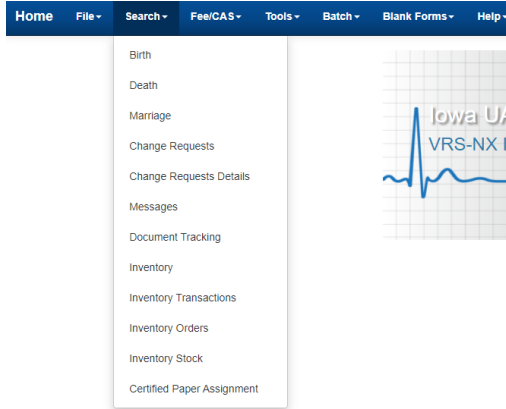 Home File Search Fee/CAS Tools Batch Blank Forms Help
Birth
Death
Iowa
Marriage
VRS-NX
Change Requests
Change Requests Details
Messages
Document Tracking
Inventory
Inventory Transactions
Inventory Orders
Inventory Stock
Certified Paper Assignment